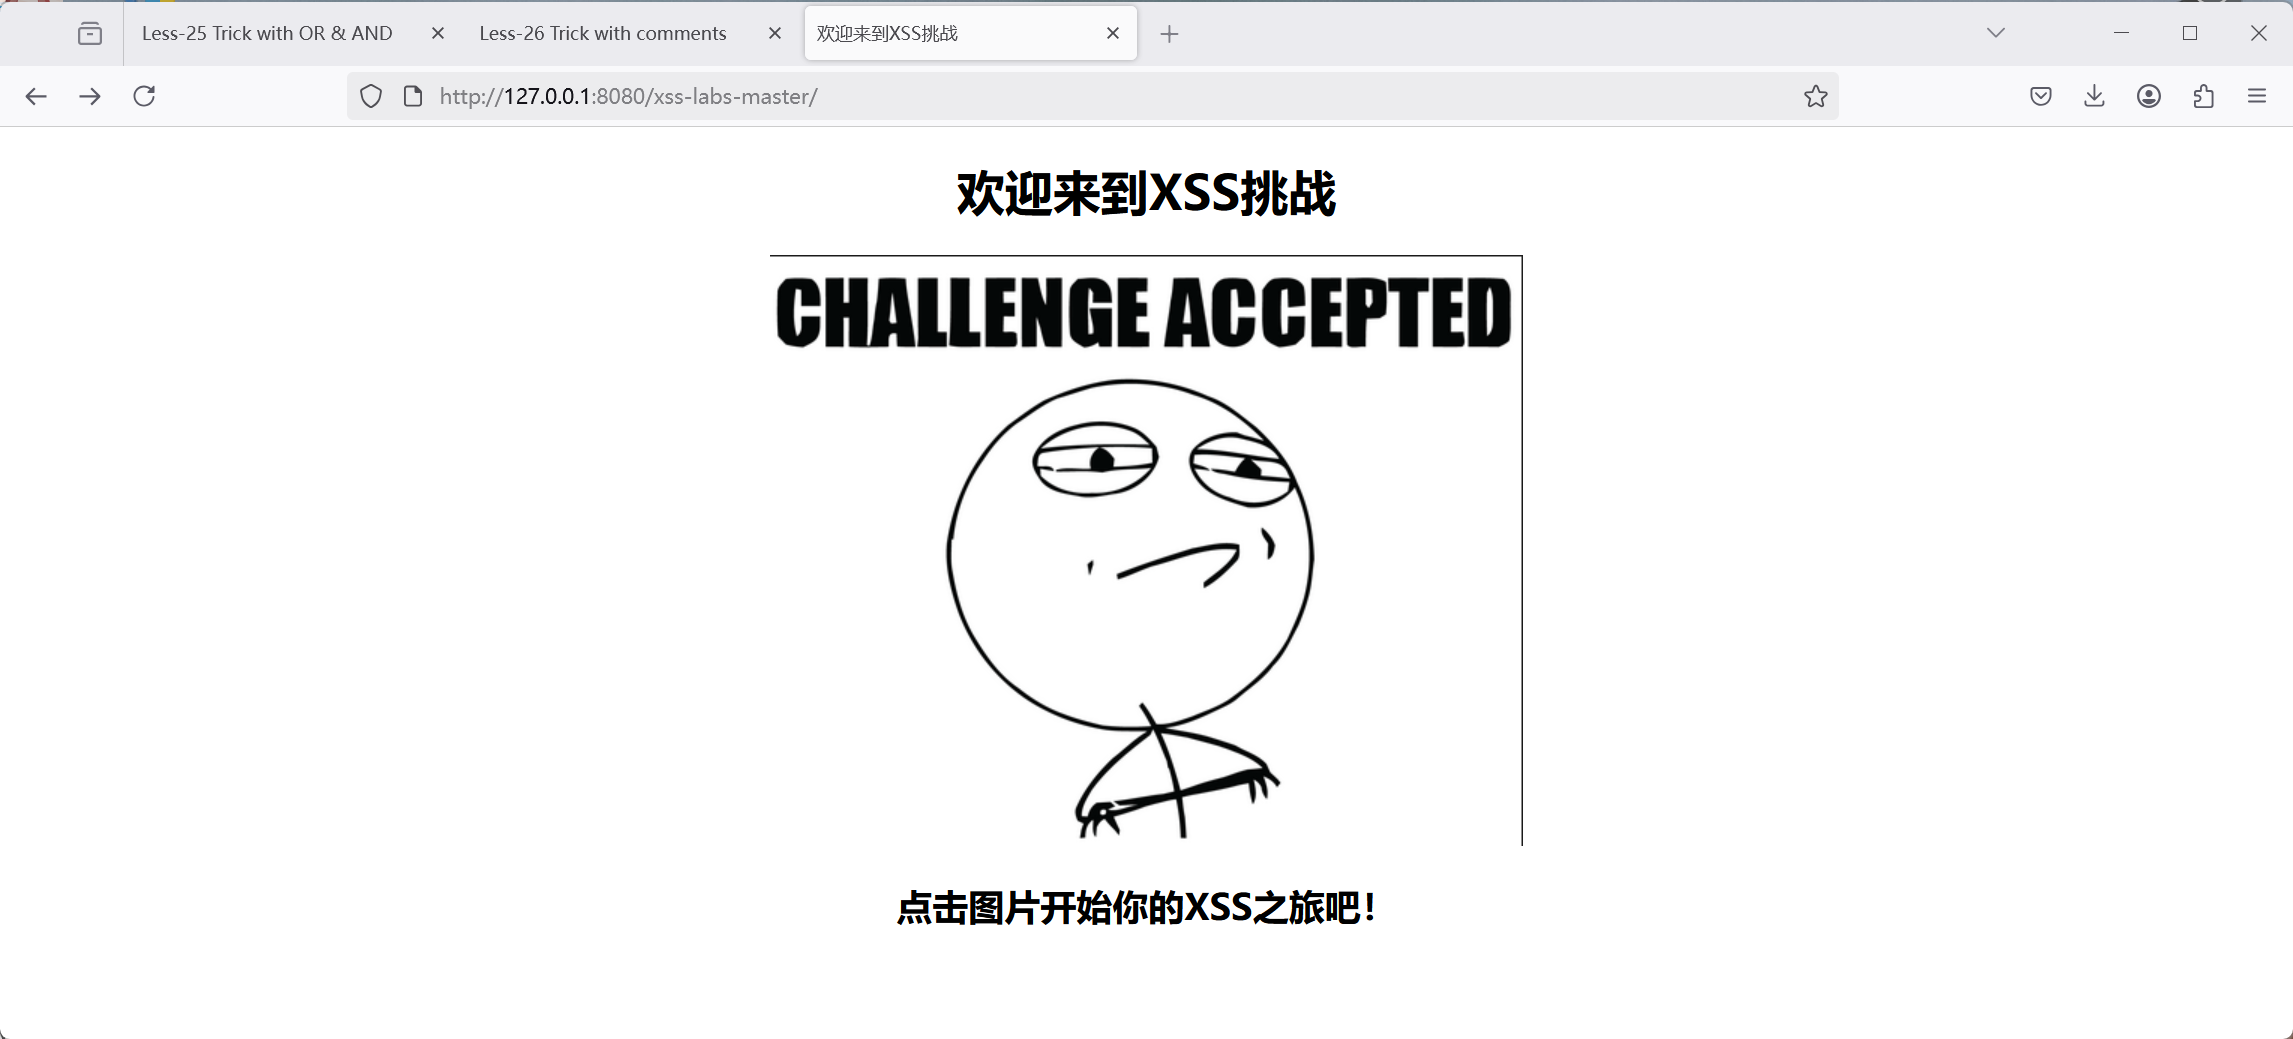 Less-25 Trick with OR & AND
Less-26 Trick with comments
欢迎来到XSS挑战
http://127.0.0.1:8080/xss-labs-master/
欢迎来到XSS挑战
CHALLENGE ACCEPTED
点击图片开始你的XSS之旅吧！